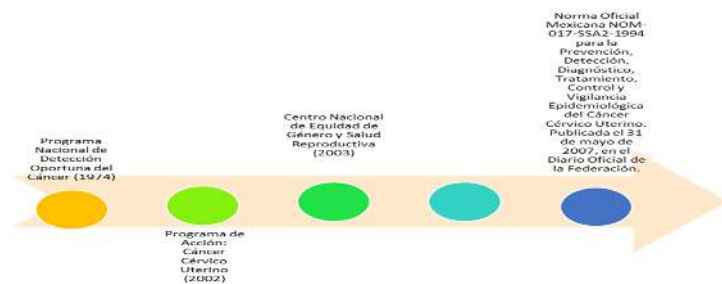 Programa
Nacional de
Detección
Oportuna del
Cáncer (1974)
Programa de
Acción:
Cáncer
Cérvico
Uterino
(2002)
Centro Nacional
de Equidad de
Género y Salud
Reproductiva
(2003)
Norma Oficial
Mexicana NOM-
017-SSA2-1994
para la
Prevención,
Detección,
Diagnóstico,
Tratamiento,
Control y
Vigilancia
Epidemiológica
del Cáncer
Cérvico Uterino.
Publicada el 31
de mayo de
2007, en el
Diario Oficial de
la Federación.